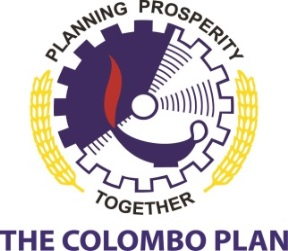 PLANNING PROSPERITY
TOGETHER
THE COLOMBO PLAN